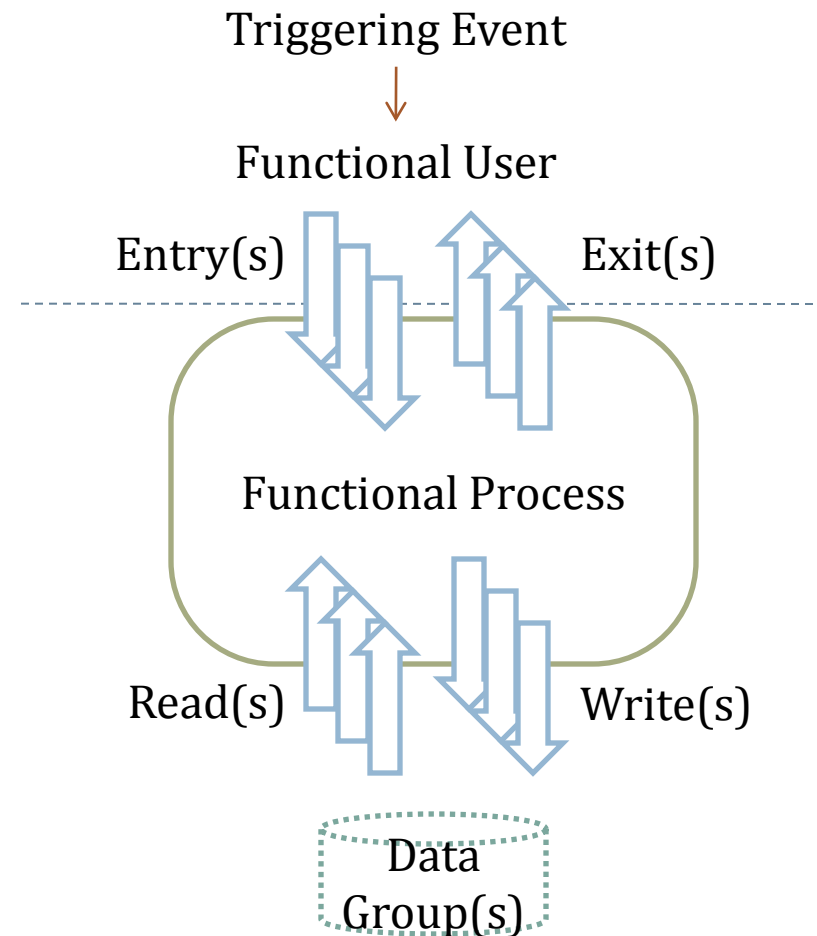 Triggering Event
Functional User
Entry(s)
Exit(s)
Functional Process
Read(s)
Write(s)
Data
Group(s)